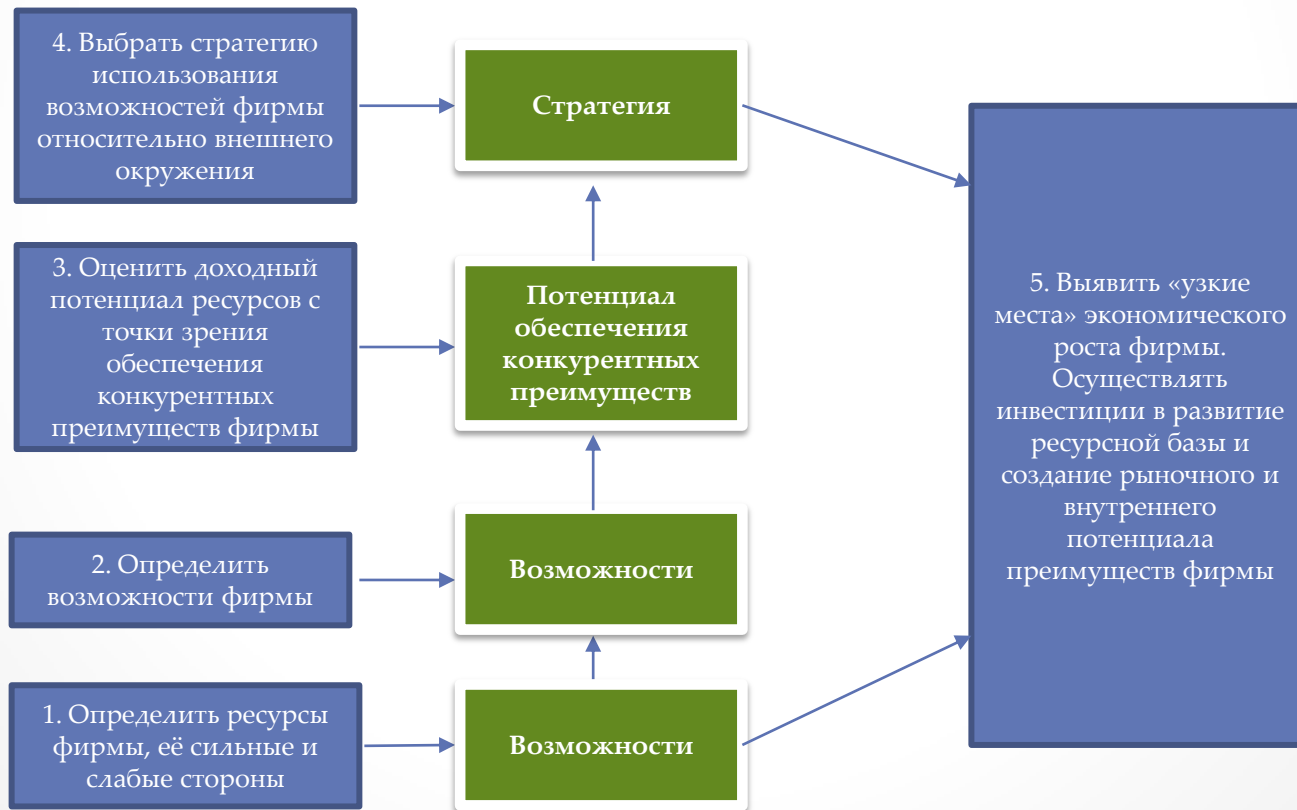 4. Выбрать стратегию
использования
возможностей фирмы
относительно внешнего
окружения
Стратегия
3. Оценить доходный
потенциал ресурсов с
точки зрения
обеспечения
конкурентных
преимуществ фирмы
Потенциал
обеспечения
конкурентных
преимуществ
2. Определить
возможности фирмы
Возможности
1. Определить ресурсы
фирмы, её сильные и
слабые стороны
Возможности
5. Выявить «узкие
места» экономического
роста фирмы.
Осуществлять
инвестиции в развитие
ресурсной базы и
создание рыночного и
внутреннего
потенциала
преимуществ фирмы